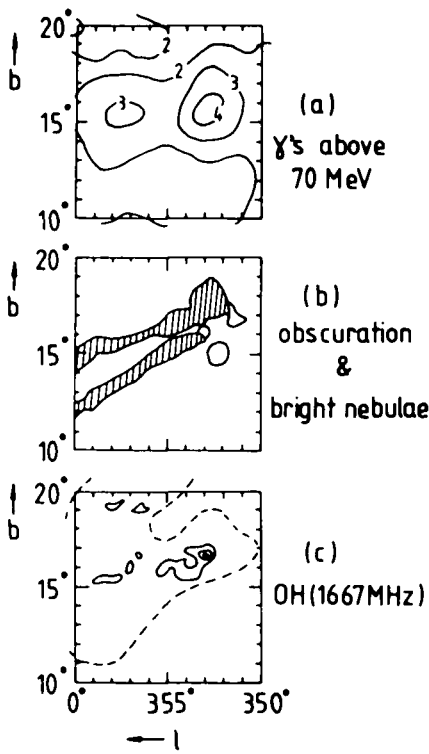 20°
↑
b
15°
10°
2
2
3
3
4
(a)
γ's above
70 MeV
20°
↑
b
15°
10°
(b)
obscuration
&
bright nebulae
20°
↑
b
15°
10°
(c)
OH(1667MHz)
0° 355° 350°
← l